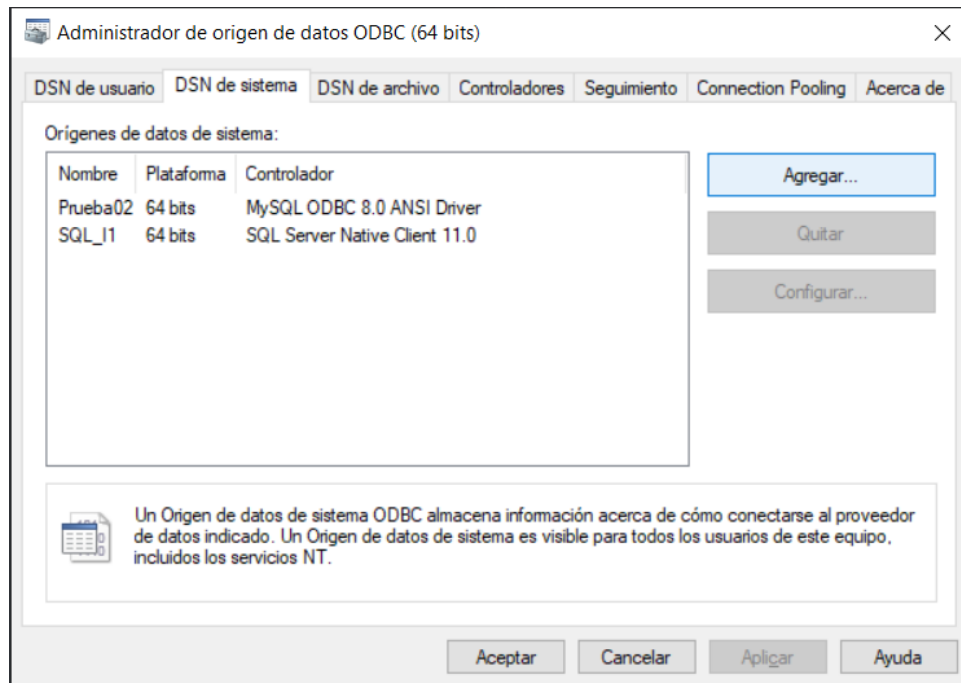 Administrador de origen de datos ODBC (64 bits)
DSN de usuario DSN de sistema DSN de archivo Controladores Seguimiento Connection Pooling Acerca de
Orígenes de datos de sistema:
Nombre Plataforma Controlador
Prueba02 64 bits MySQL ODBC 8.0 ANSI Driver
SQL_I1 64 bits SQL Server Native Client 11.0
Agregar...
Quitar
Configurar...
Un Origen de datos de sistema ODBC almacena información acerca de cómo conectarse al proveedor
de datos indicado. Un Origen de datos de sistema es visible para todos los usuarios de este equipo,
incluidos los servicios NT.
Aceptar Cancelar Aplicar Ayuda